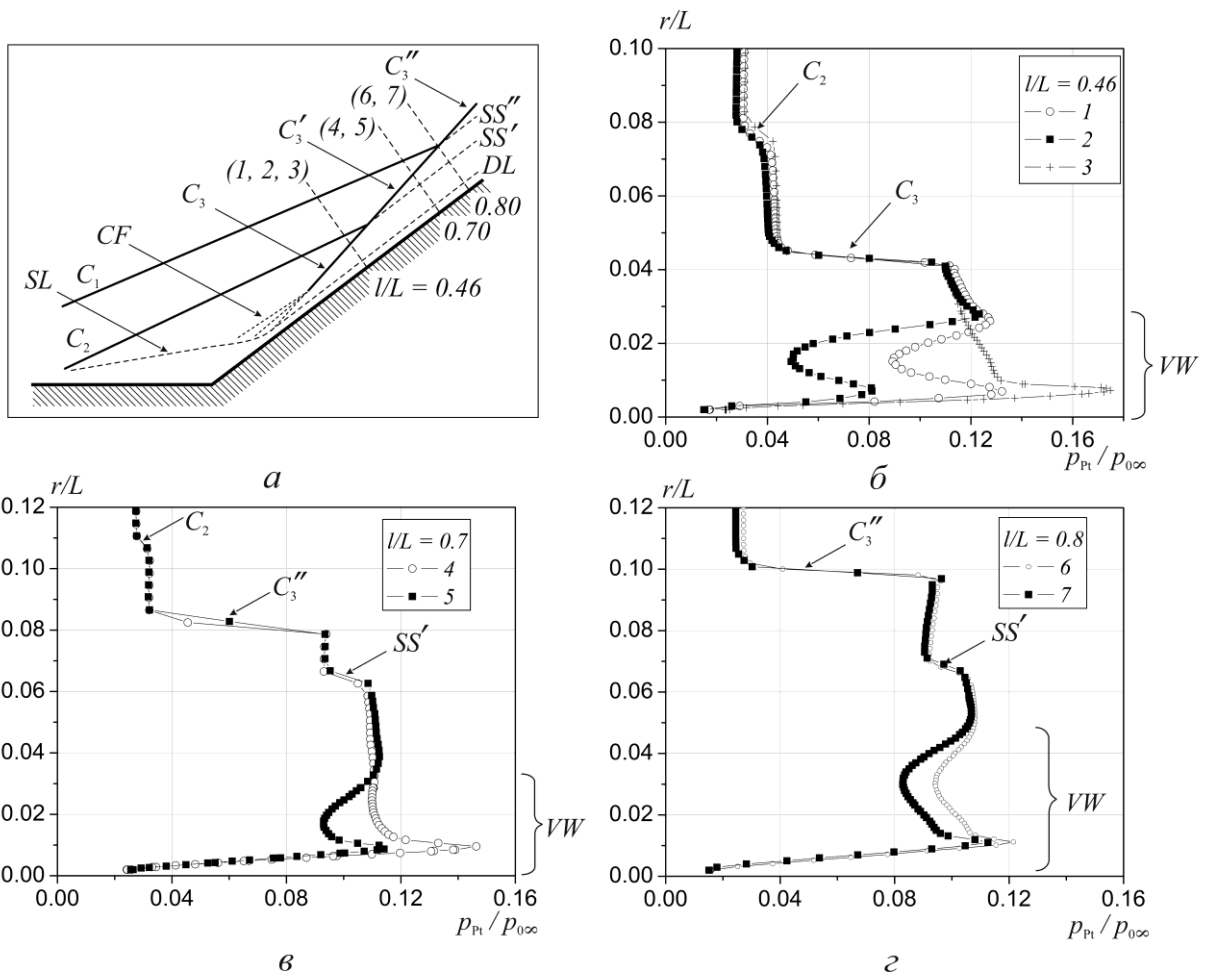 C₃″
(6, 7)
SS″
C₃′
(4, 5)
SS′
(1, 2, 3)
DL
C₃
0.80
CF
0.70
SL
C₁
l/L = 0.46
C₂
а
r/L
0.10
0.08
0.06
0.04
0.02
0.00
C₂
l/L = 0.46
1
2
3
C₃
VW
0.00 0.04 0.08 0.12 0.16
pPt / p0∞
б
r/L
0.12
0.10
0.08
0.06
0.04
0.02
0.00
C₂
l/L = 0.7
4
5
C₃″
SS′
VW
0.00 0.04 0.08 0.12 0.16
pPt / p0∞
в
r/L
0.12
0.10
0.08
0.06
0.04
0.02
0.00
C₃″
l/L = 0.8
6
7
SS′
VW
0.00 0.04 0.08 0.12 0.16
pPt / p0∞
г